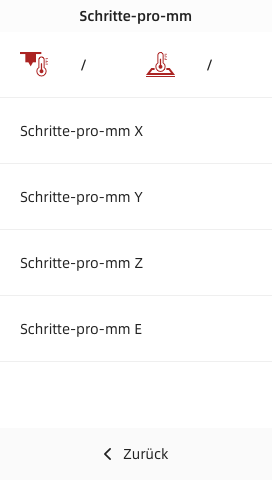 Schritte-pro-mm
/ /
Schritte-pro-mm X
Schritte-pro-mm Y
Schritte-pro-mm Z
Schritte-pro-mm E
Zurück